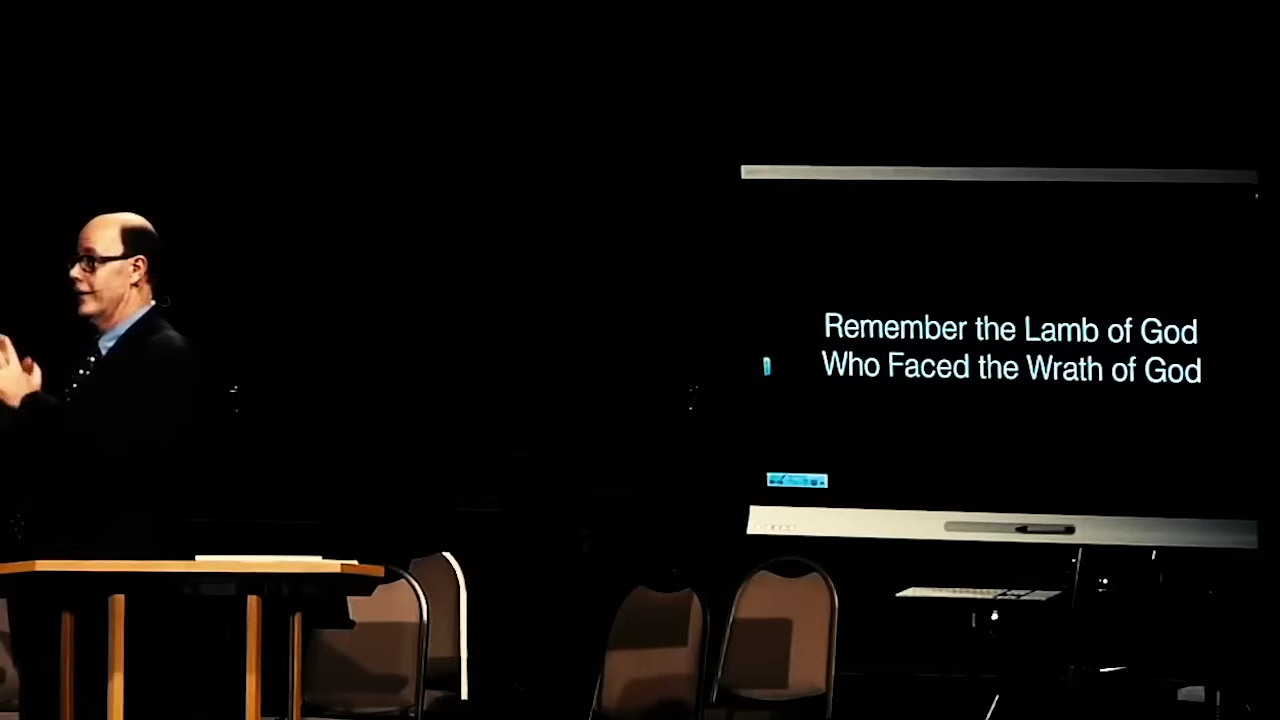 Remember the Lamb of God
Who Faced the Wrath of God